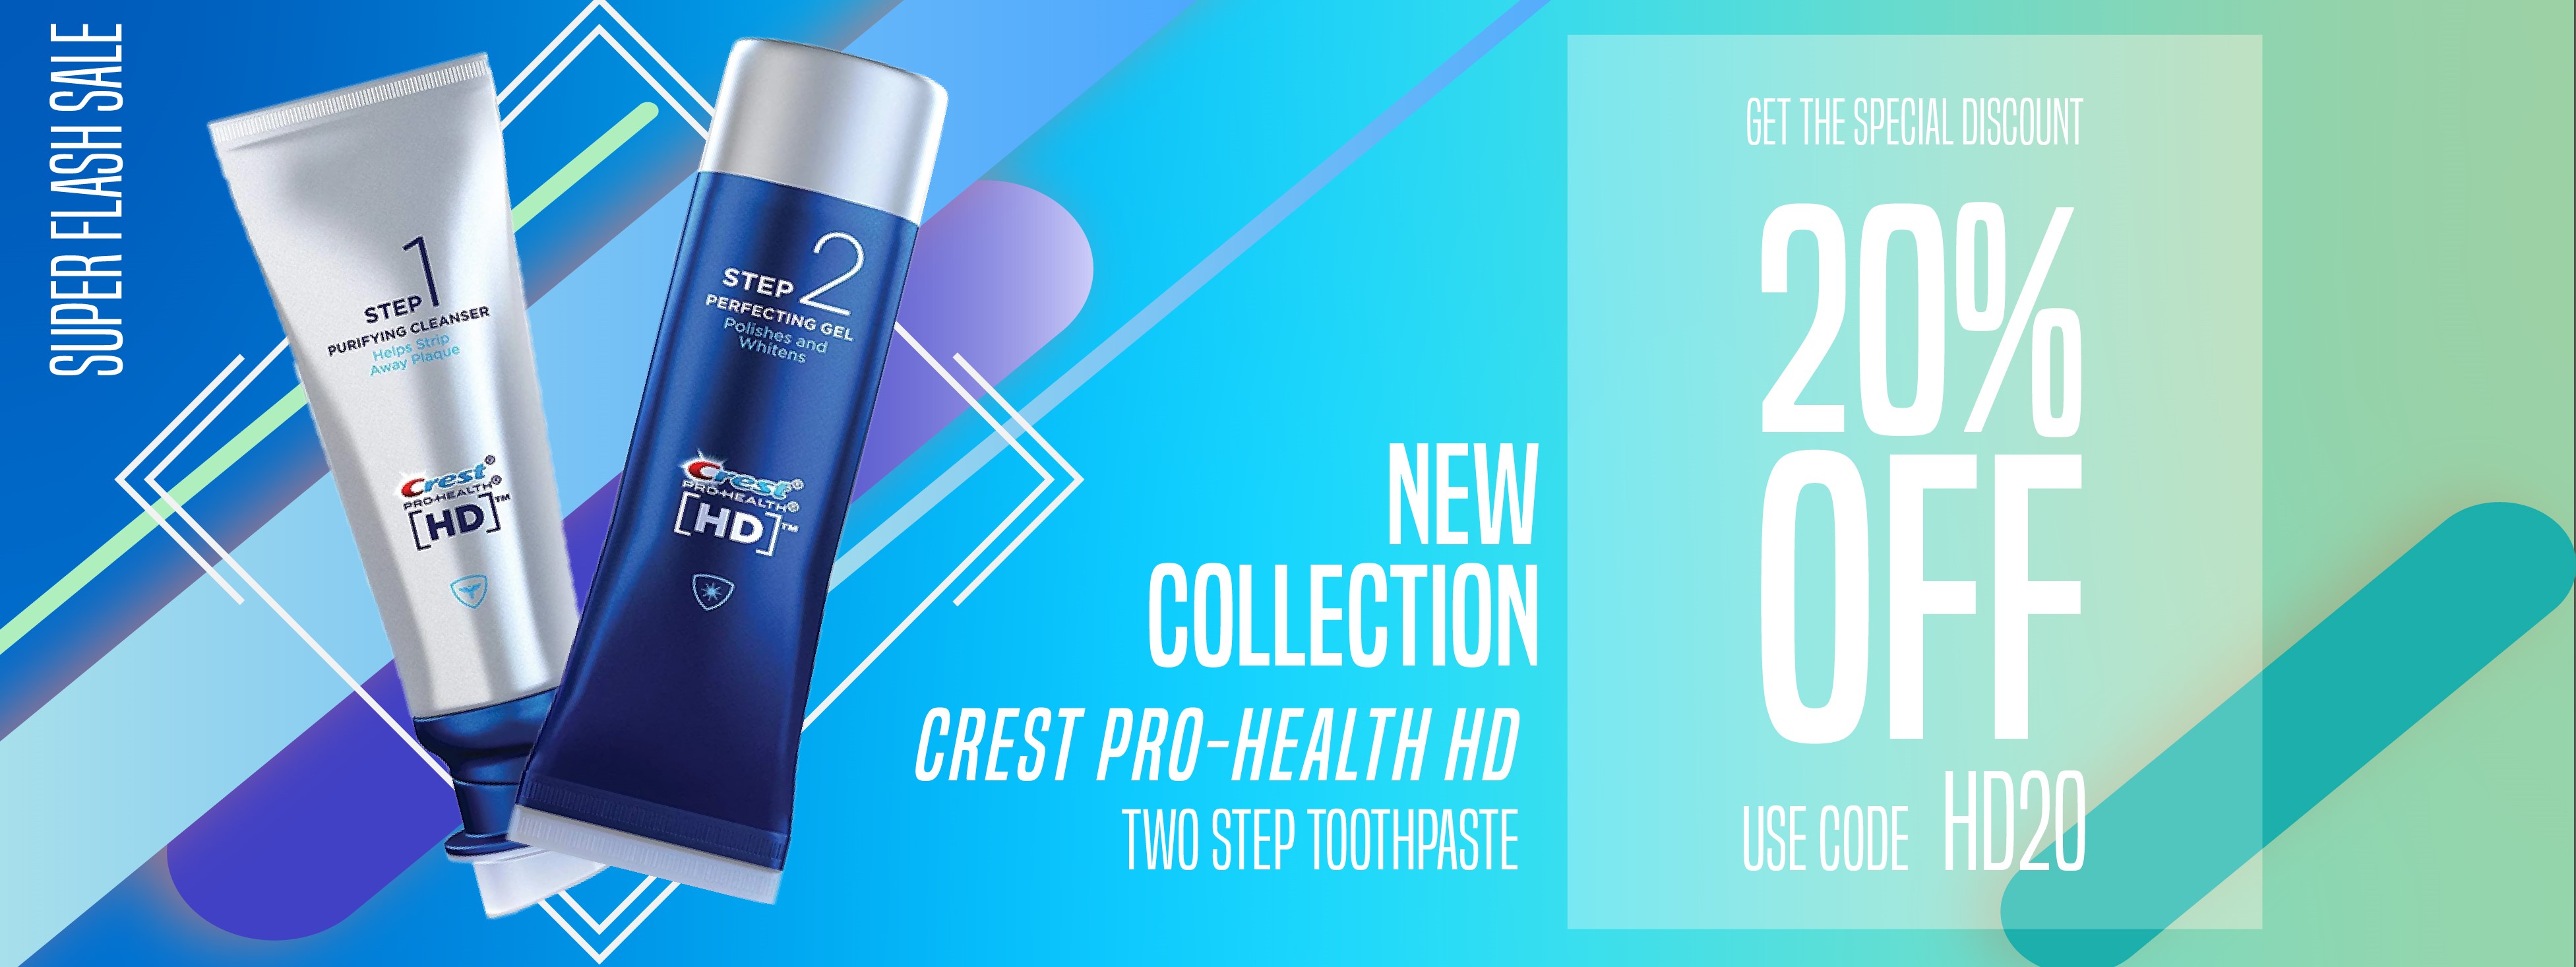 SUPER FLASH SALE
STEP 1
PURIFYING CLEANSER
Helps Strip
Away Plaque
Crest®
PRO-HEALTH®
[HD]™
STEP 2
PERFECTING GEL
Polishes and
Whitens
Crest®
PRO-HEALTH®
[HD]™
NEW
COLLECTION
CREST PRO-HEALTH HD
TWO STEP TOOTHPASTE
GET THE SPECIAL DISCOUNT
20%
OFF
USE CODE HD20